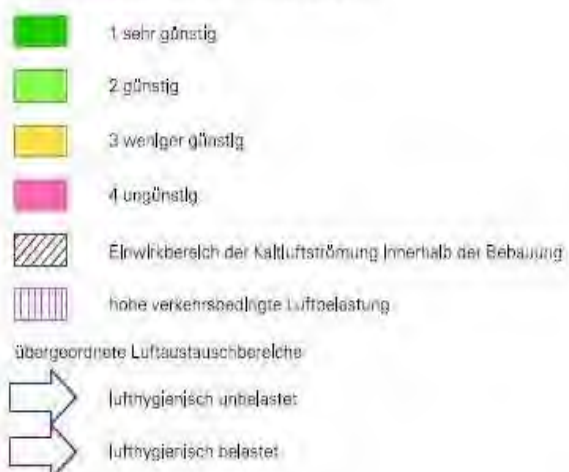 1 sehr günstig
2 günstig
3 weniger günstig
4 ungünstig
Einwirkbereich der Kaltluftströmung innerhalb der Bebauung
hohe verkehrsbedingte Luftbelastung
übergeordnete Luftaustauschbereiche
lufthygienisch unbelastet
lufthygienisch belastet